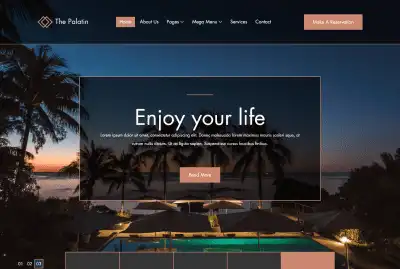 The Palatin
Home About Us Pages Mega Menu Services Contact
Make A Reservation
Enjoy your life
Lorem ipsum dolor sit amet, consectetur adipiscing elit. Donec malesuada lorem maximus mauris scelerisque, at
rutrum nulla dictum. Ut ac ligula sapien. Suspendisse cursus faucibus finibus.
Read More
01 02 03